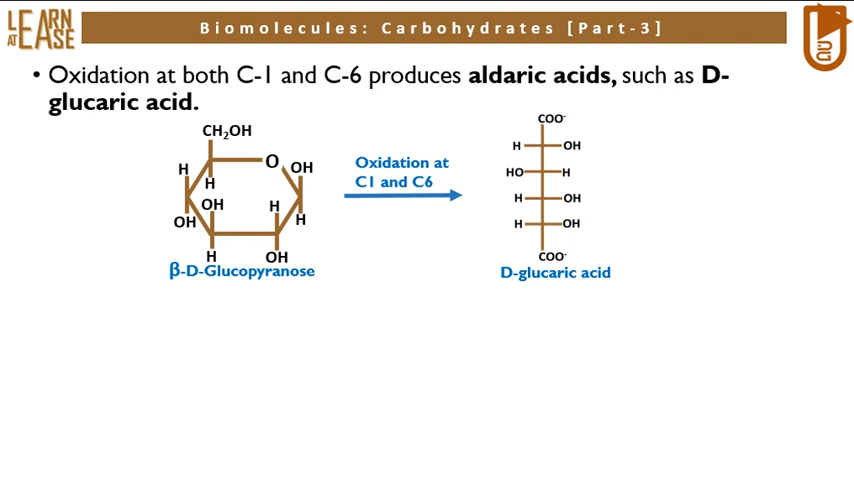 LEARN
AT EASE
Biomolecules: Carbohydrates [Part-3]
• Oxidation at both C-1 and C-6 produces aldaric acids, such as D-
glucaric acid.
CH₂OH
O
OH
H
H
OH
H
OH
H
H
OH
β-D-Glucopyranose
Oxidation at
C1 and C6
COO⁻
H OH
HO H
H OH
H OH
COO⁻
D-glucaric acid